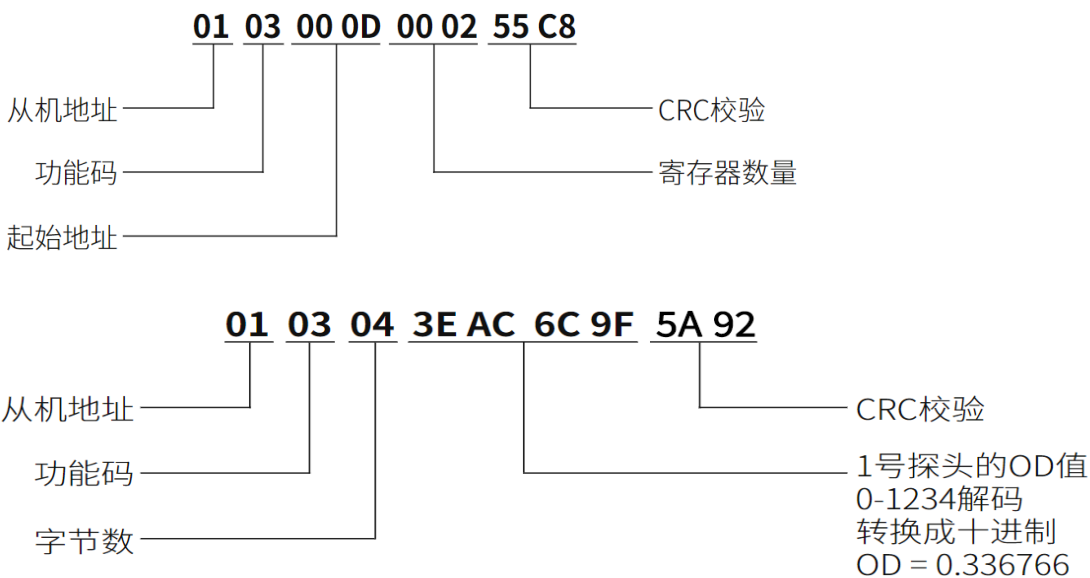 01 03 00 0D 00 02 55 C8
从机地址
CRC校验
功能码
寄存器数量
起始地址
01 03 04 3E AC 6C 9F 5A 92
从机地址
CRC校验
功能码
1号探头的OD值
0-1234解码
字节数
转换成十进制
OD = 0.336766